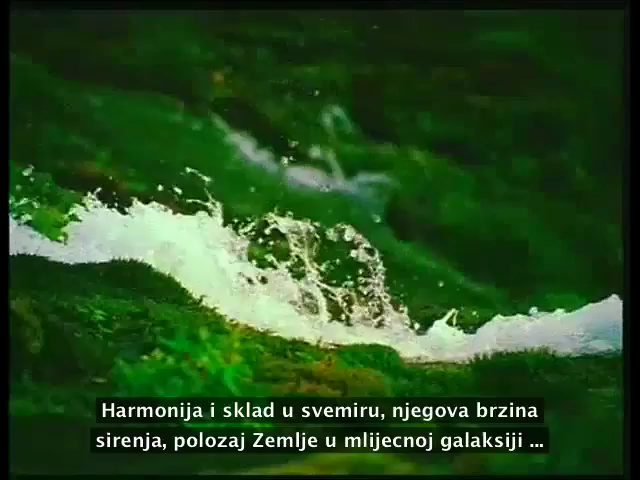 Harmonija i sklad u svemiru, njegova brzina
sirenja, polozaj Zemlje u mlijecnoj galaksiji ...